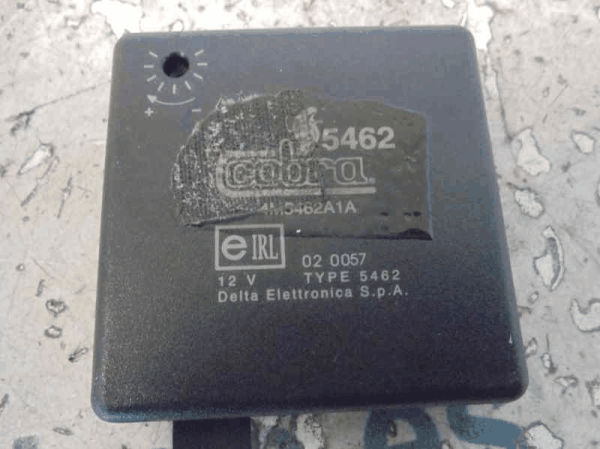 + -
5462
cobra
4M5462A1A
e IRL
02 0057
12 V TYPE 5462
Delta Elettronica S.p.A.